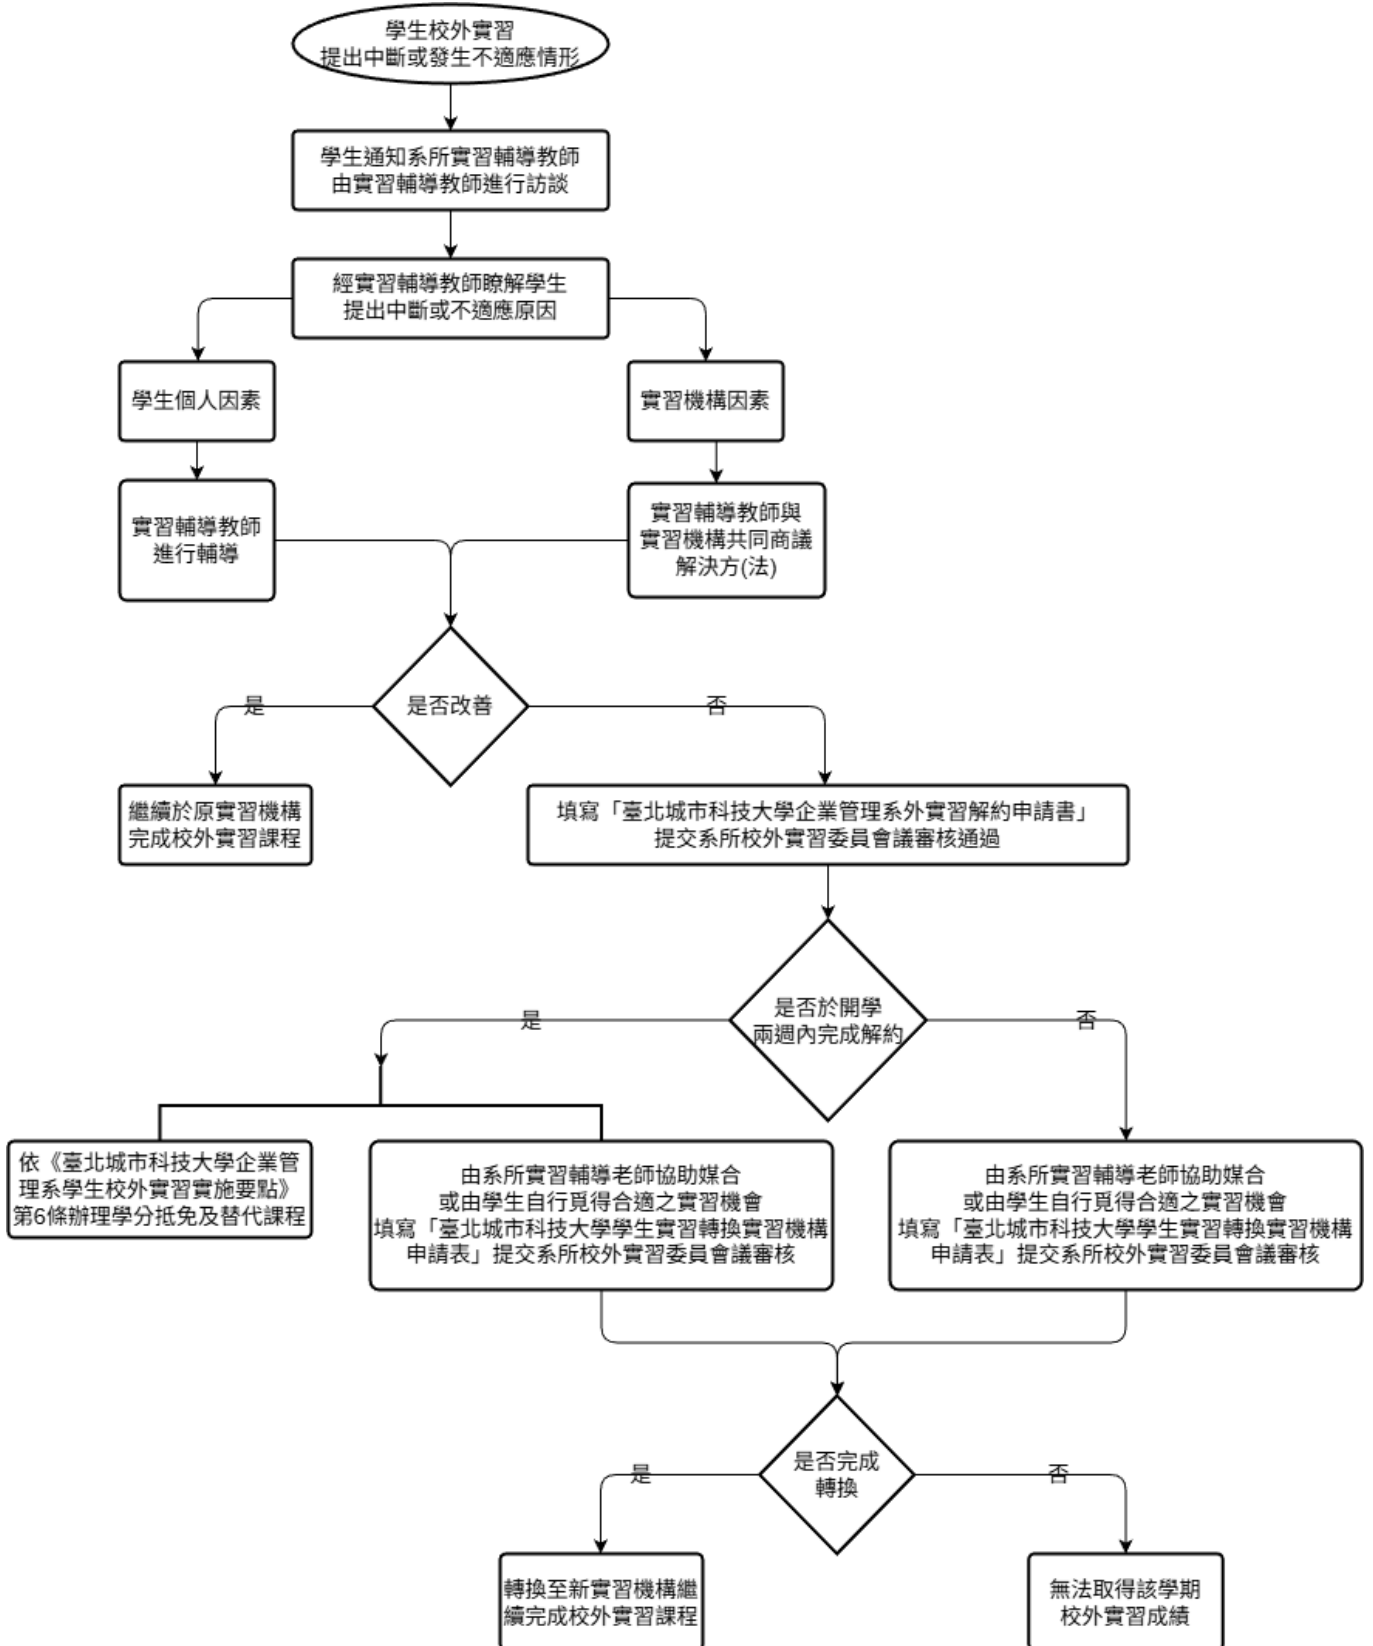 學生校外實習
提出中斷或發生不適應情形
學生通知系所實習輔導教師
由實習輔導教師進行訪談
經實習輔導教師瞭解學生
提出中斷或不適應原因
學生個人因素
實習機構因素
實習輔導教師
進行輔導
實習輔導教師與
實習機構共同商議
解決方(法)
是否改善
是
否
繼續於原實習機構
完成校外實習課程
填寫「臺北城市科技大學企業管理系外實習解約申請書」
提交系所校外實習委員會議審核通過
是否於開學
兩週內完成解約
是
否
依《臺北城市科技大學企業管
理系學生校外實習實施要點》
第6條辦理學分抵免及替代課程
由系所實習輔導老師協助媒合
或由學生自行覓得合適之實習機會
填寫「臺北城市科技大學學生實習轉換實習機構
申請表」提交系所校外實習委員會議審核
由系所實習輔導老師協助媒合
或由學生自行覓得合適之實習機會
填寫「臺北城市科技大學學生實習轉換實習機構
申請表」提交系所校外實習委員會議審核
是否完成
轉換
是
否
轉換至新實習機構繼
續完成校外實習課程
無法取得該學期
校外實習成績